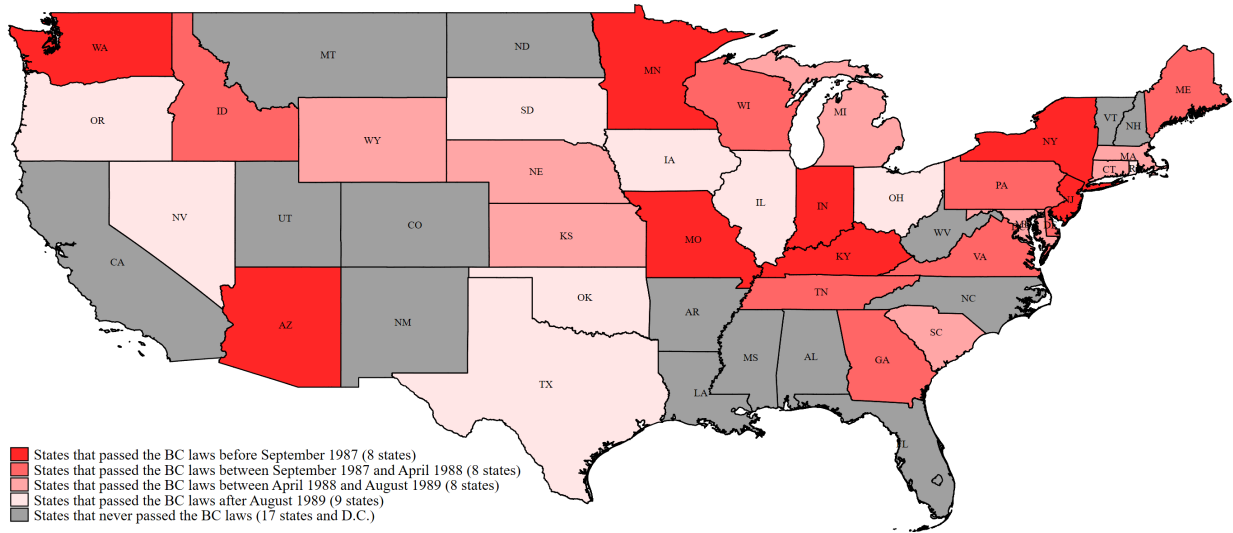 WA
MT
ND
MN
ME
OR
ID
SD
WI
MI
VT
NH
NY
WY
IA
MA
CT
NE
PA
NV
UT
CO
KS
MO
IL
IN
OH
NJ
WV
KY
VA
CA
AZ
NM
OK
AR
TN
NC
SC
MS
AL
GA
TX
LA
States that passed the BC laws before September 1987 (8 states)
States that passed the BC laws between September 1987 and April 1988 (8 states)
States that passed the BC laws between April 1988 and August 1989 (8 states)
States that passed the BC laws after August 1989 (9 states)
States that never passed the BC laws (17 states and D.C.)